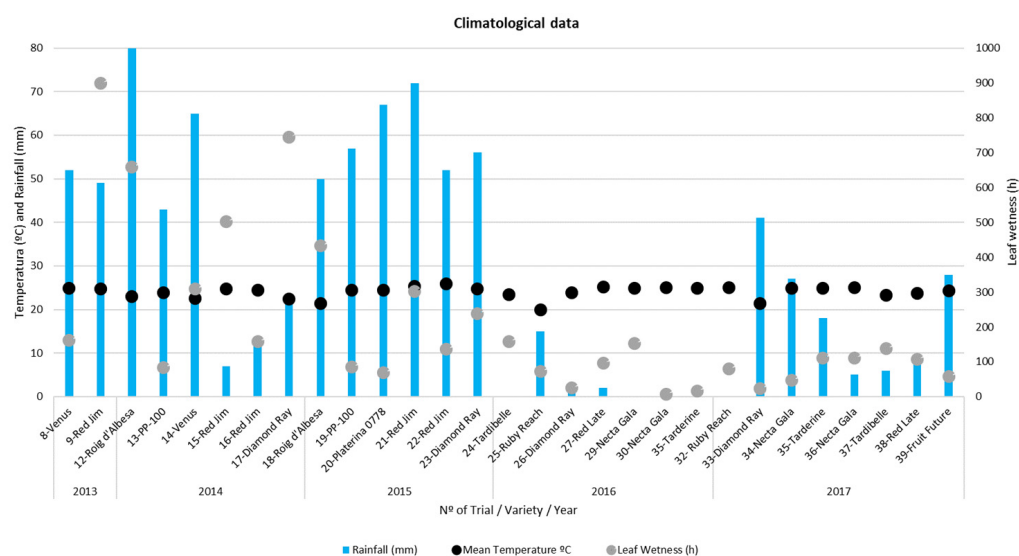 Climatological data
80
70
60
50
40
30
20
10
0
Temperatura (ºC) and Rainfall (mm)
1000
900
800
700
600
500
400
300
200
100
0
Leaf wetness (h)
8-Venus
9-Red Jim
12-Roig d'Albesa
13-PP-100
14-Venus
15-Red Jim
16-Red Jim
17-Diamond Ray
18-Roig d'Albesa
19-PP-100
20-Platerina 0778
21-Red Jim
22-Red Jim
23-Diamond Ray
24-Tardibelle
25-Ruby Reach
26-Diamond Ray
27-Red Late
29-Necta Gala
30-Necta Gala
35-Tarderine
32- Ruby Reach
33-Diamond Ray
34-Necta Gala
35-Tarderine
36-Necta Gala
37-Tardibelle
38-Red Late
39-Fruit Future
2013 2014 2015 2016 2017
Nº of Trial / Variety / Year
Rainfall (mm) Mean Temperature ºC Leaf Wetness (h)